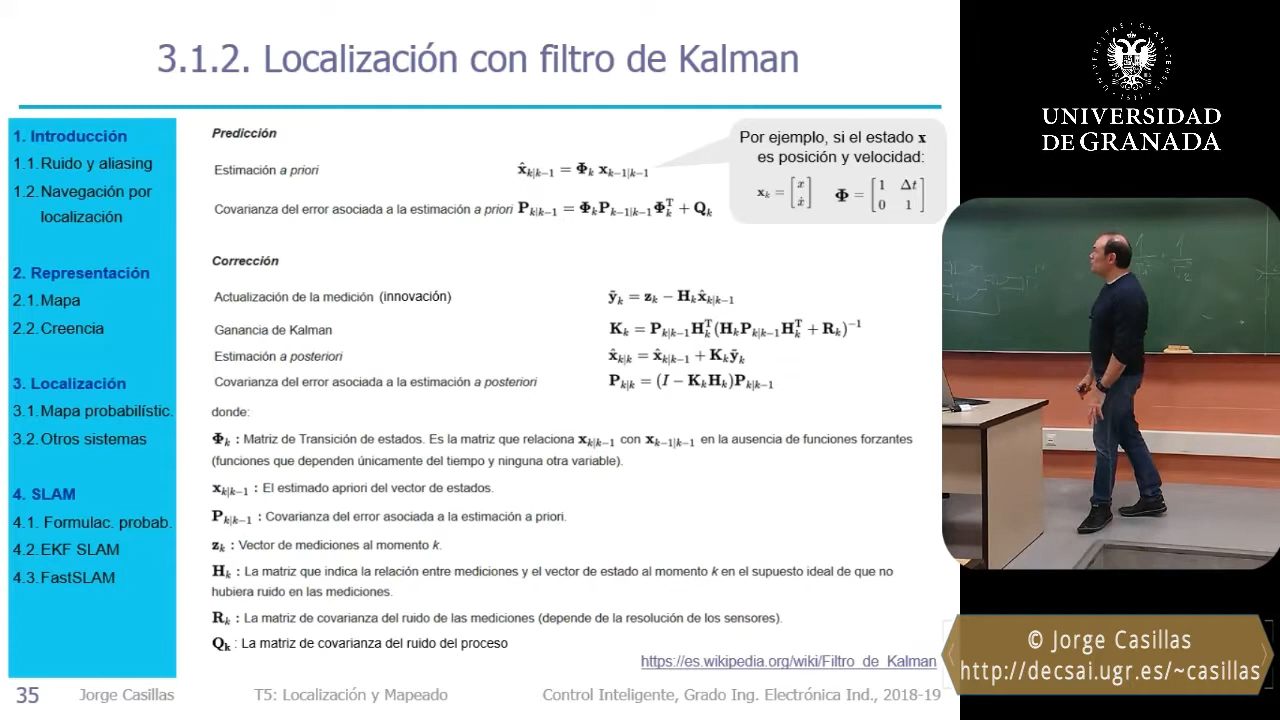 3.1.2. Localización con filtro de Kalman
1. Introducción
1.1. Ruido y aliasing
1.2. Navegación por
localización
2. Representación
2.1. Mapa
2.2. Creencia
3. Localización
3.1. Mapa probabilístic.
3.2. Otros sistemas
4. SLAM
4.1. Formulac. probab.
4.2. EKF SLAM
4.3. FastSLAM
Predicción
Estimación a priori x̂ₖ|ₖ₋₁ = Φₖ xₖ₋₁|ₖ₋₁
Covarianza del error asociada a la estimación a priori Pₖ|ₖ₋₁ = ΦₖPₖ₋₁|ₖ₋₁Φₖᵀ + Qₖ
Por ejemplo, si el estado x
es posición y velocidad:
xₖ = [x ẋ] Φ = [1 Δt 0 1]
Corrección
Actualización de la medición (innovación) ỹₖ = zₖ − Hₖx̂ₖ|ₖ₋₁
Ganancia de Kalman Kₖ = Pₖ|ₖ₋₁Hₖᵀ(HₖPₖ|ₖ₋₁Hₖᵀ + Rₖ)⁻¹
Estimación a posteriori x̂ₖ|ₖ = x̂ₖ|ₖ₋₁ + Kₖỹₖ
Covarianza del error asociada a la estimación a posteriori Pₖ|ₖ = (I − KₖHₖ)Pₖ|ₖ₋₁
donde:
Φₖ : Matriz de Transición de estados. Es la matriz que relaciona xₖ|ₖ₋₁ con xₖ₋₁|ₖ₋₁ en la ausencia de funciones forzantes
(funciones que dependen únicamente del tiempo y ninguna otra variable).
xₖ|ₖ₋₁ : El estimado apriori del vector de estados.
Pₖ|ₖ₋₁ : Covarianza del error asociada a la estimación a priori.
zₖ : Vector de mediciones al momento k.
Hₖ : La matriz que indica la relación entre mediciones y el vector de estado al momento k en el supuesto ideal de que no
hubiera ruido en las mediciones.
Rₖ : La matriz de covarianza del ruido de las mediciones (depende de la resolución de los sensores).
Qₖ : La matriz de covarianza del ruido del proceso
https://es.wikipedia.org/wiki/Filtro_de_Kalman
35 Jorge Casillas T5: Localización y Mapeado Control Inteligente, Grado Ing. Electrónica Ind., 2018-19
UNIVERSIDAD
DE GRANADA
© Jorge Casillas
http://decsai.ugr.es/~casillas